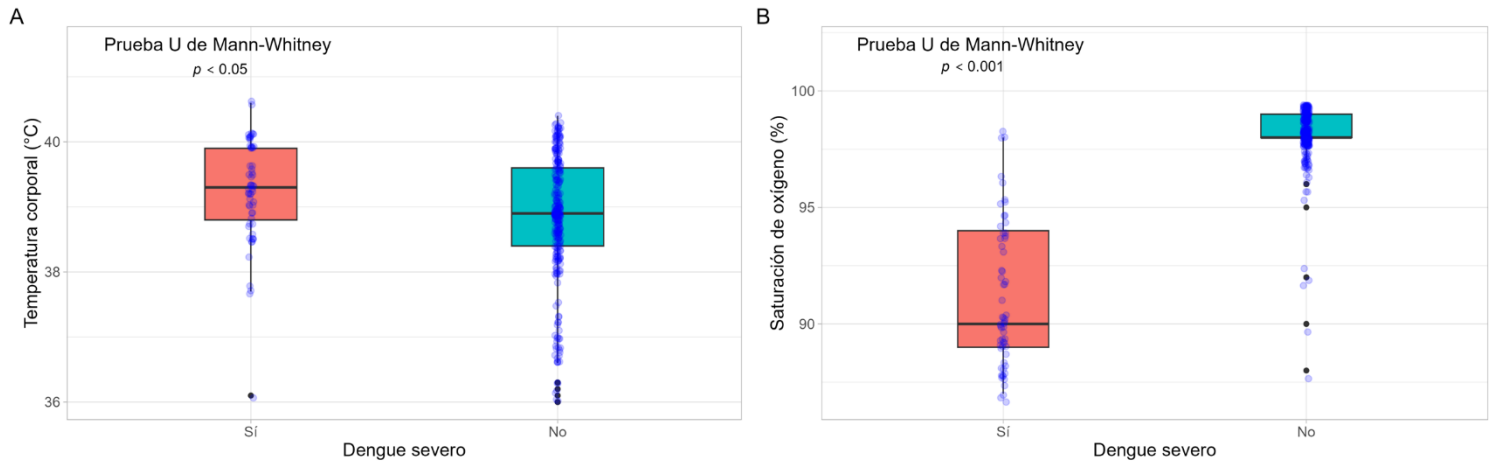 A
Prueba U de Mann-Whitney
p < 0.05
Temperatura corporal (°C)
40
38
36
Sí
No
Dengue severo
B
Prueba U de Mann-Whitney
p < 0.001
Saturación de oxígeno (%)
100
95
90
Sí
No
Dengue severo